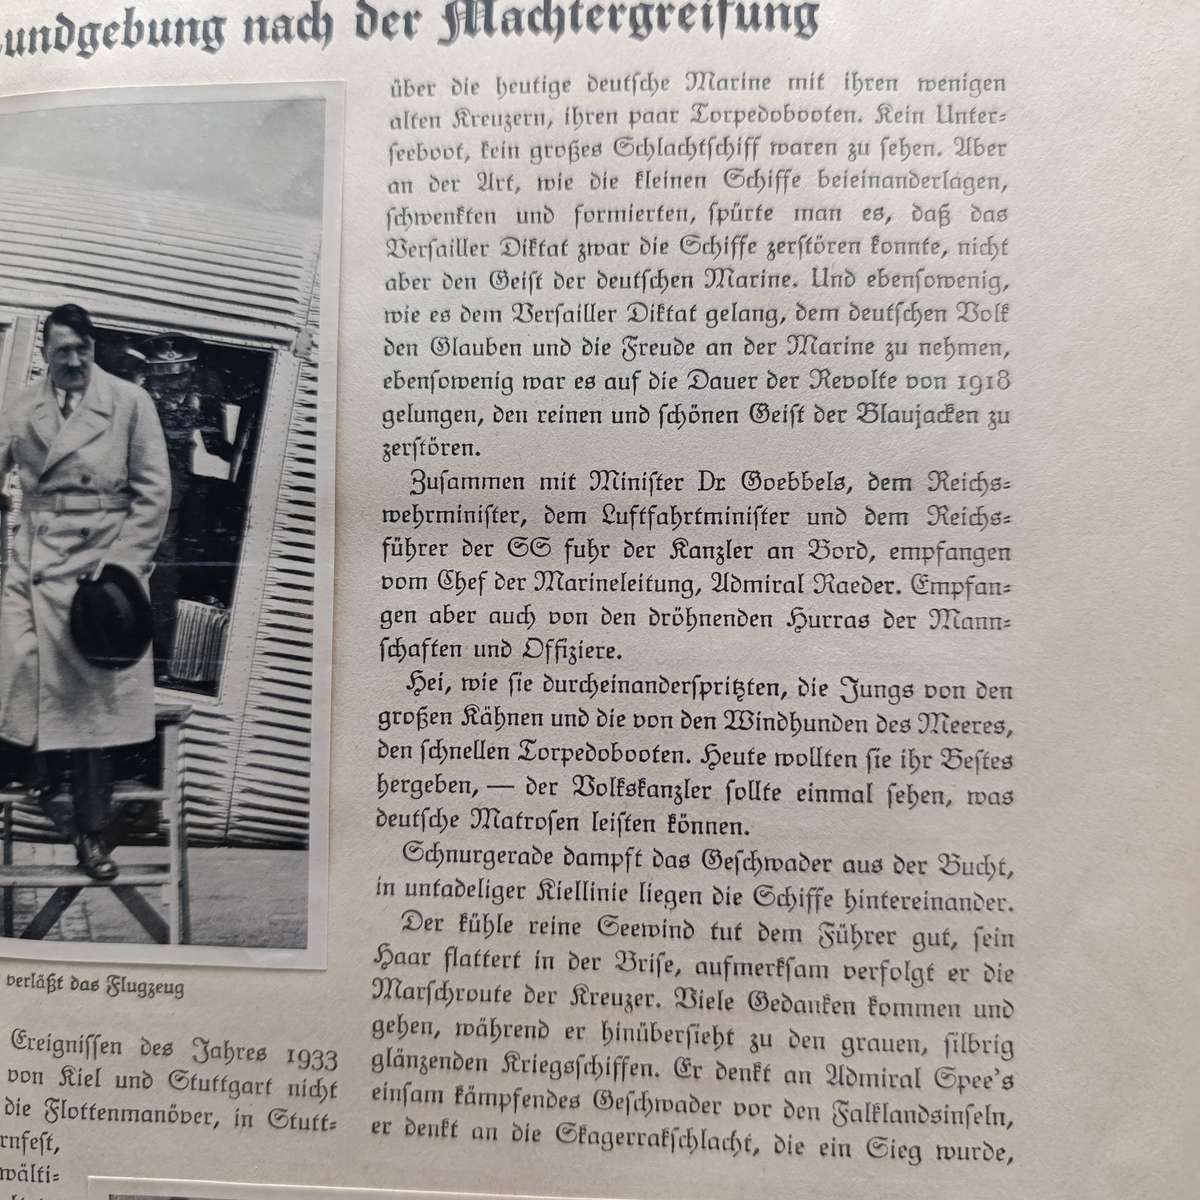 undgebung nach der Machtergreifung
über die heutige deutsche Marine mit ihren wenigen
alten Kreuzern, ihren paar Torpedobooten. Kein Unter-
seeboot, kein großes Schlachtschiff waren zu sehen. Aber
an der Art, wie die kleinen Schiffe beieinanderlagen,
schwenkten und formierten, spürte man es, daß das
Versailler Diktat zwar die Schiffe zerstören konnte, nicht
aber den Geist der deutschen Marine. Und ebensowenig,
wie es dem Versailler Diktat gelang, dem deutschen Volk
den Glauben und die Freude an der Marine zu nehmen,
ebensowenig war es auf die Dauer der Revolte von 1918
gelungen, den reinen und schönen Geist der Blaujacken zu
zerstören.
Zusammen mit Minister Dr. Goebbels, dem Reichs-
wehrminister, dem Luftfahrtminister und dem Reichs-
führer der SS fuhr der Kanzler an Bord, empfangen
vom Chef der Marineleitung, Admiral Raeder. Empfan-
gen aber auch von den dröhnenden Hurras der Mann-
schaften und Offiziere.
Hei, wie sie durcheinanderspritzten, die Jungs von den
großen Kähnen und die von den Windhunden des Meeres,
den schnellen Torpedobooten. Heute wollten sie ihr Bestes
hergeben, — der Volkskanzler sollte einmal sehen, was
deutsche Matrosen leisten können.
Schnurgerade dampft das Geschwader aus der Bucht,
in untadeliger Kiellinie liegen die Schiffe hintereinander.
Der kühle reine Seewind tut dem Führer gut, sein
Haar flattert in der Brise, aufmerksam verfolgt er die
Marschroute der Kreuzer. Viele Gedanken kommen und
gehen, während er hinübersieht zu den grauen, silbrig
glänzenden Kriegsschiffen. Er denkt an Admiral Spee's
einsam kämpfendes Geschwader vor den Falklandsinseln,
er denkt an die Skagerrakschlacht, die ein Sieg wurde,
verläßt das Flugzeug
Ereignissen des Jahres 1933
von Kiel und Stuttgart nicht
die Flottenmanöver, in Stutt-
rnfest,
wälti-